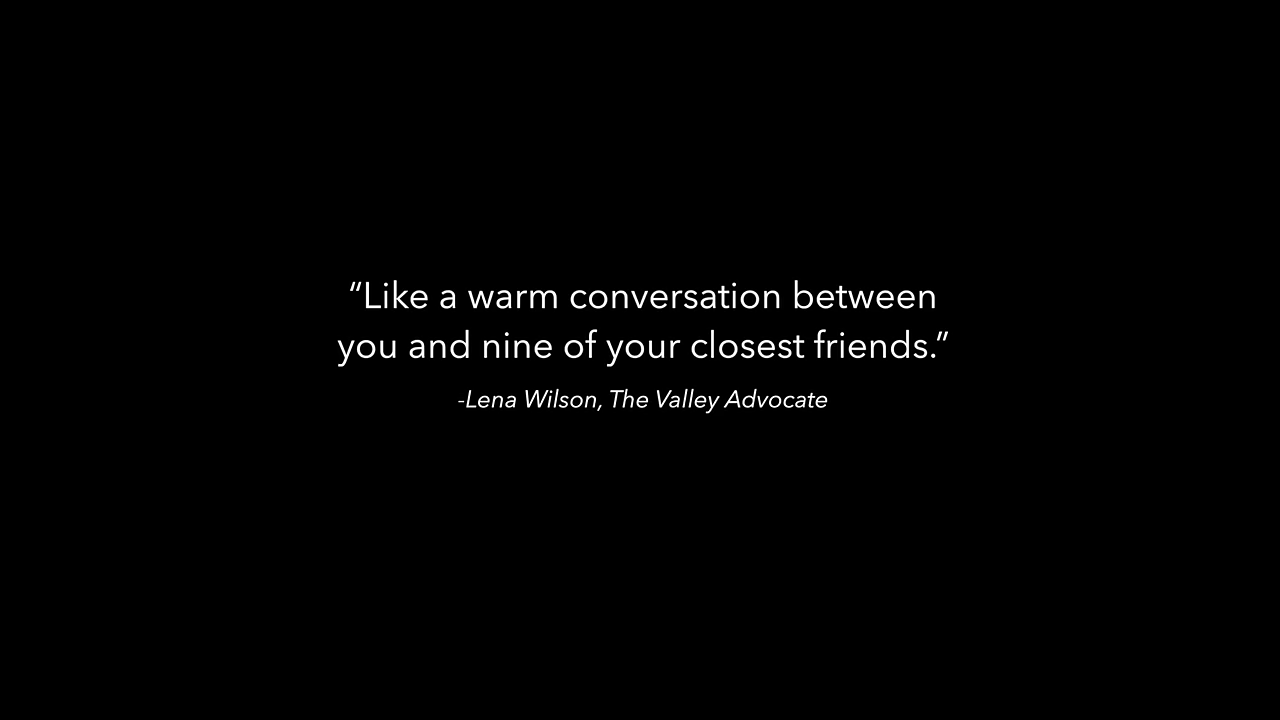 “Like a warm conversation between
you and nine of your closest friends.”
-Lena Wilson, The Valley Advocate